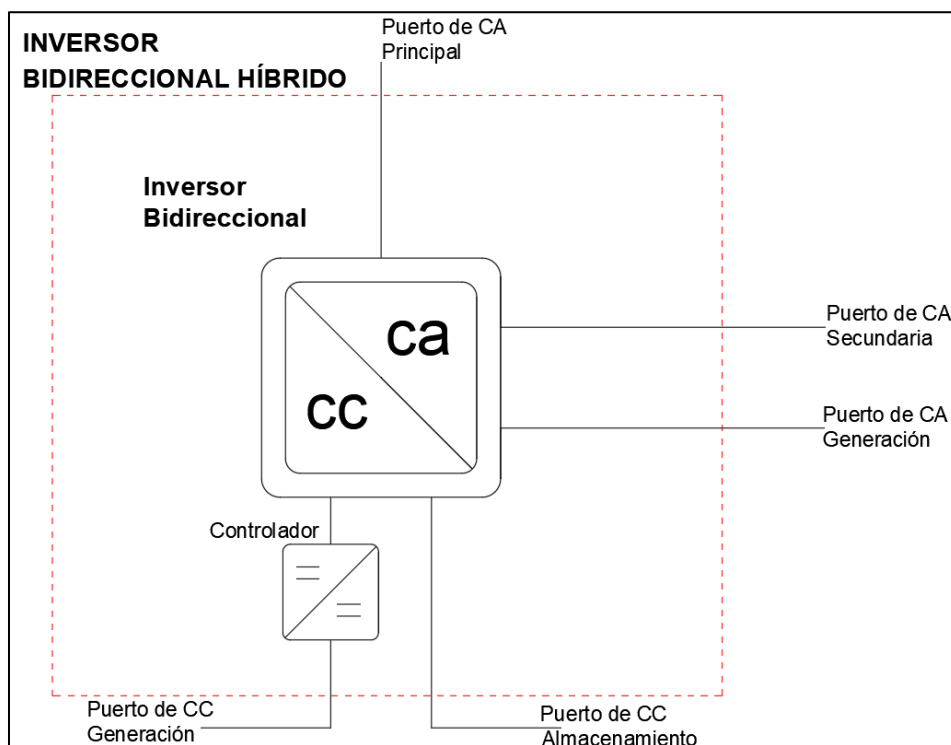 INVERSOR
BIDIRECCIONAL HÍBRIDO
Puerto de CA
Principal
Inversor
Bidireccional
ca
cc
Puerto de CA
Secundaria
Puerto de CA
Generación
Controlador
Puerto de CC
Generación
Puerto de CC
Almacenamiento